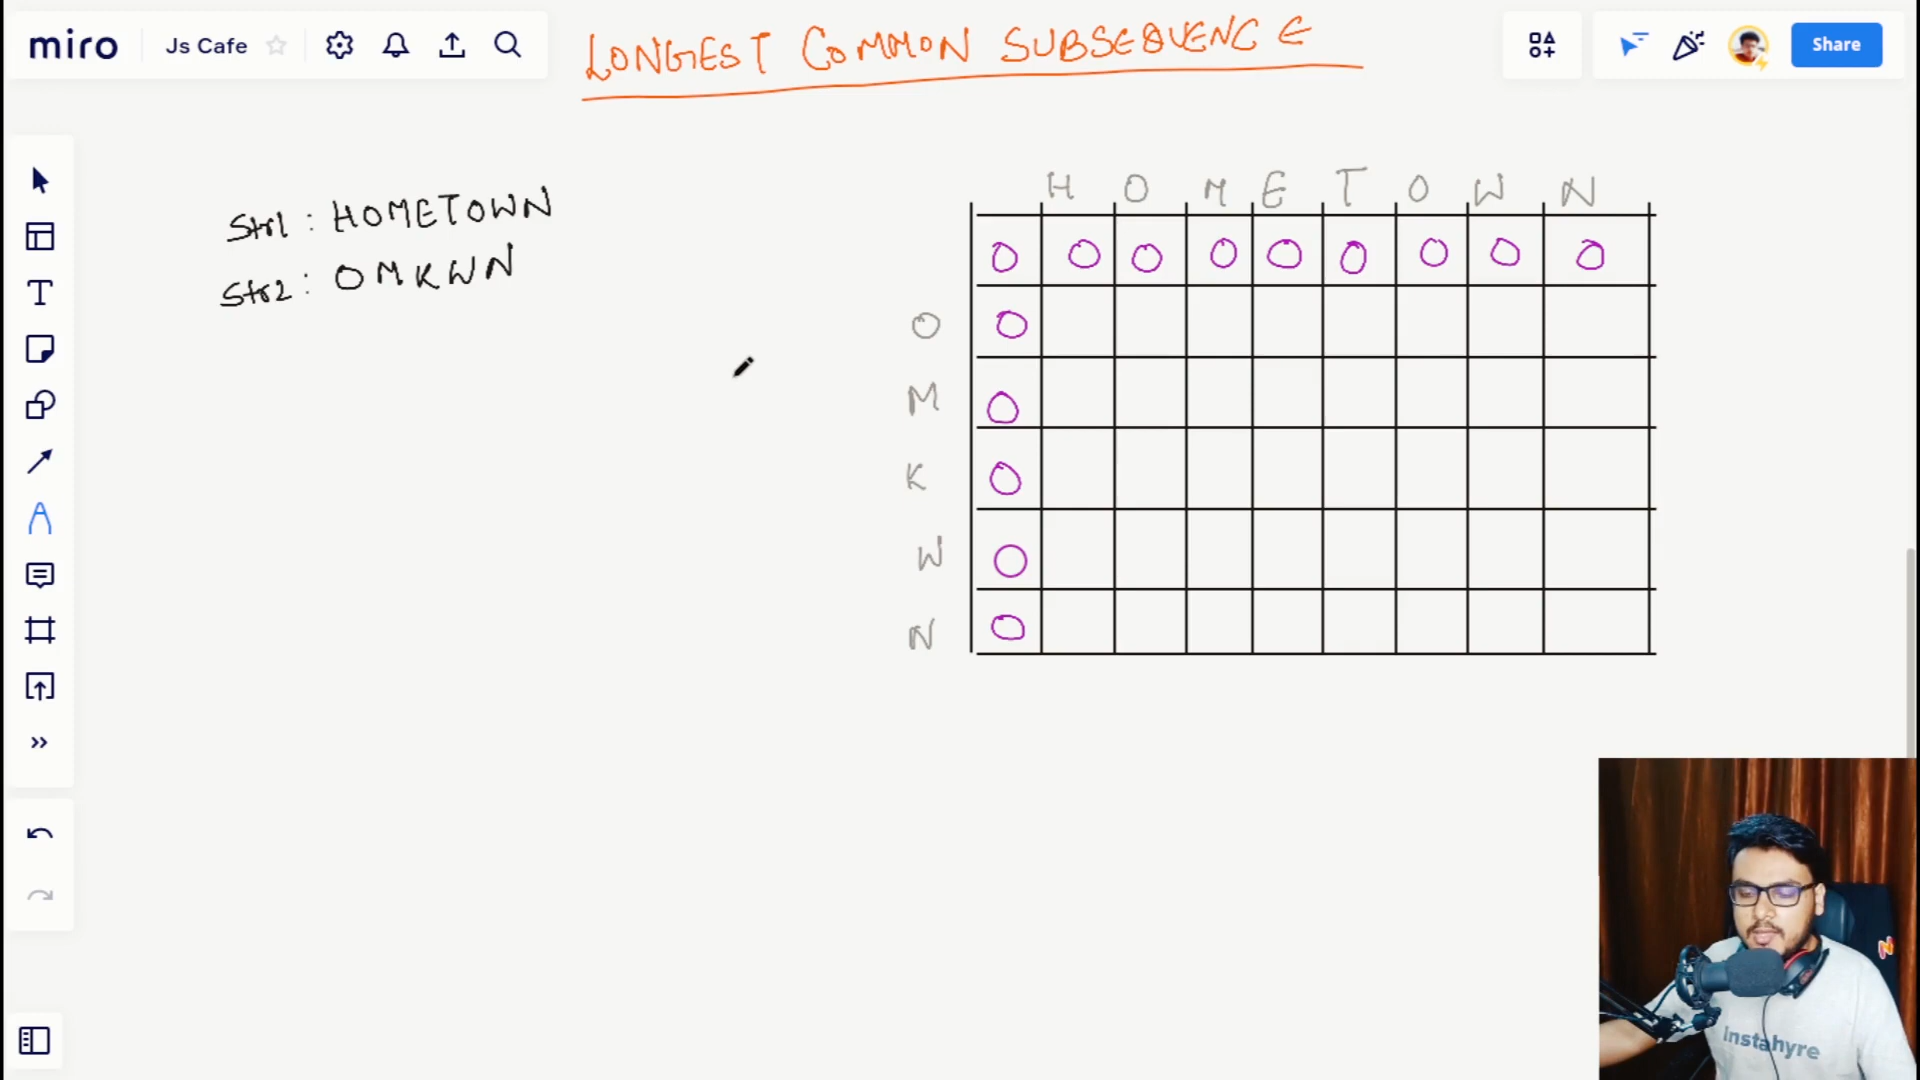 miro Js Cafe
LONGEST COMMON SUBSEQUENCE
Share
Str1 : HOMETOWN
Str2 : OMKWN
H O M E T O W N
0 0 0 0 0 0 0 0 0
O 0
M 0
K 0
W 0
N 0
Instahyre